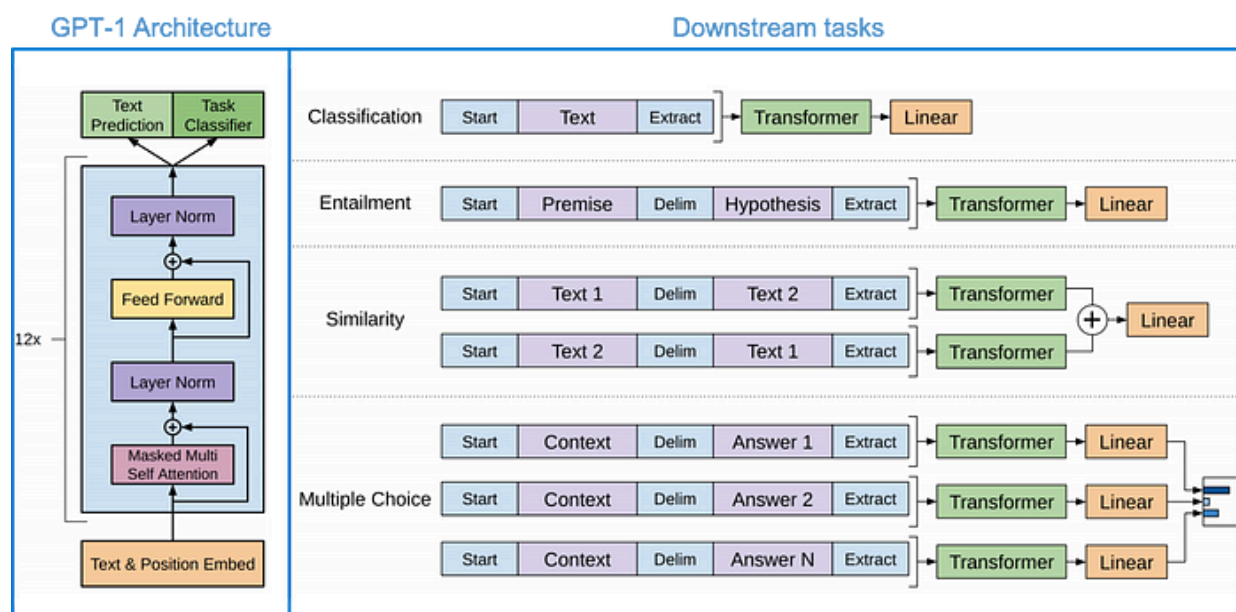 GPT-1 Architecture
Downstream tasks
Text
Prediction
Task
Classifier
12x
Layer Norm
Feed Forward
Layer Norm
Masked Multi
Self Attention
Text & Position Embed
Classification Start Text Extract Transformer Linear
Entailment Start Premise Delim Hypothesis Extract Transformer Linear
Similarity
Start Text 1 Delim Text 2 Extract Transformer
Linear
Start Text 2 Delim Text 1 Extract Transformer
Multiple Choice
Start Context Delim Answer 1 Extract Transformer Linear
Start Context Delim Answer 2 Extract Transformer Linear
Start Context Delim Answer N Extract Transformer Linear